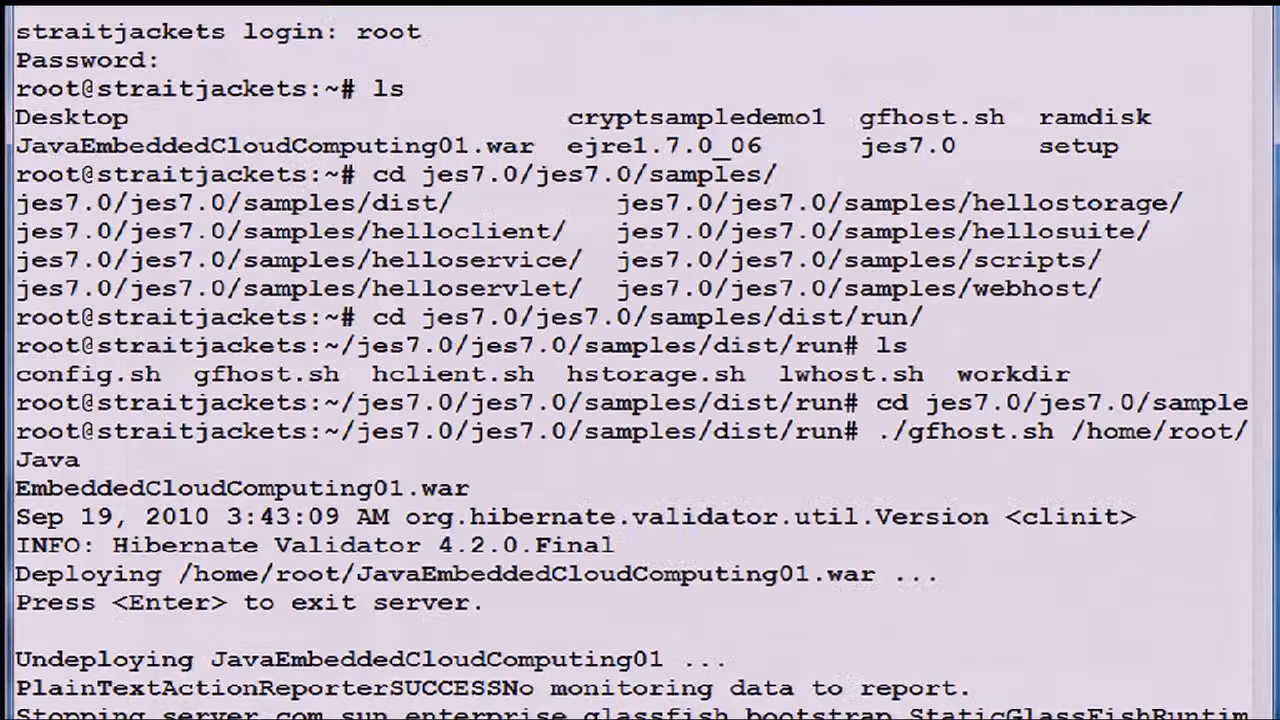 straitjackets login: root
Password:
root@straitjackets:~# ls
Desktop                           cryptsampledemo1  gfhost.sh  ramdisk
JavaEmbeddedCloudComputing01.war  ejre1.7.0_06      jes7.0     setup
root@straitjackets:~# cd jes7.0/jes7.0/samples/
jes7.0/jes7.0/samples/dist/          jes7.0/jes7.0/samples/hellostorage/
jes7.0/jes7.0/samples/helloclient/   jes7.0/jes7.0/samples/hellosuite/
jes7.0/jes7.0/samples/helloservice/  jes7.0/jes7.0/samples/scripts/
jes7.0/jes7.0/samples/helloservlet/  jes7.0/jes7.0/samples/webhost/
root@straitjackets:~# cd jes7.0/jes7.0/samples/dist/run/
root@straitjackets:~/jes7.0/jes7.0/samples/dist/run# ls
config.sh  gfhost.sh  hclient.sh  hstorage.sh  lwhost.sh  workdir
root@straitjackets:~/jes7.0/jes7.0/samples/dist/run# cd jes7.0/jes7.0/sample
root@straitjackets:~/jes7.0/jes7.0/samples/dist/run# ./gfhost.sh /home/root/
Java
EmbeddedCloudComputing01.war
Sep 19, 2010 3:43:09 AM org.hibernate.validator.util.Version <clinit>
INFO: Hibernate Validator 4.2.0.Final
Deploying /home/root/JavaEmbeddedCloudComputing01.war ...
Press <Enter> to exit server.
Undeploying JavaEmbeddedCloudComputing01 ...
PlainTextActionReporterSUCCESSNo monitoring data to report.
Stopping server com.sun.enterprise.glassfish.bootstrap.StaticGlassFishRuntim